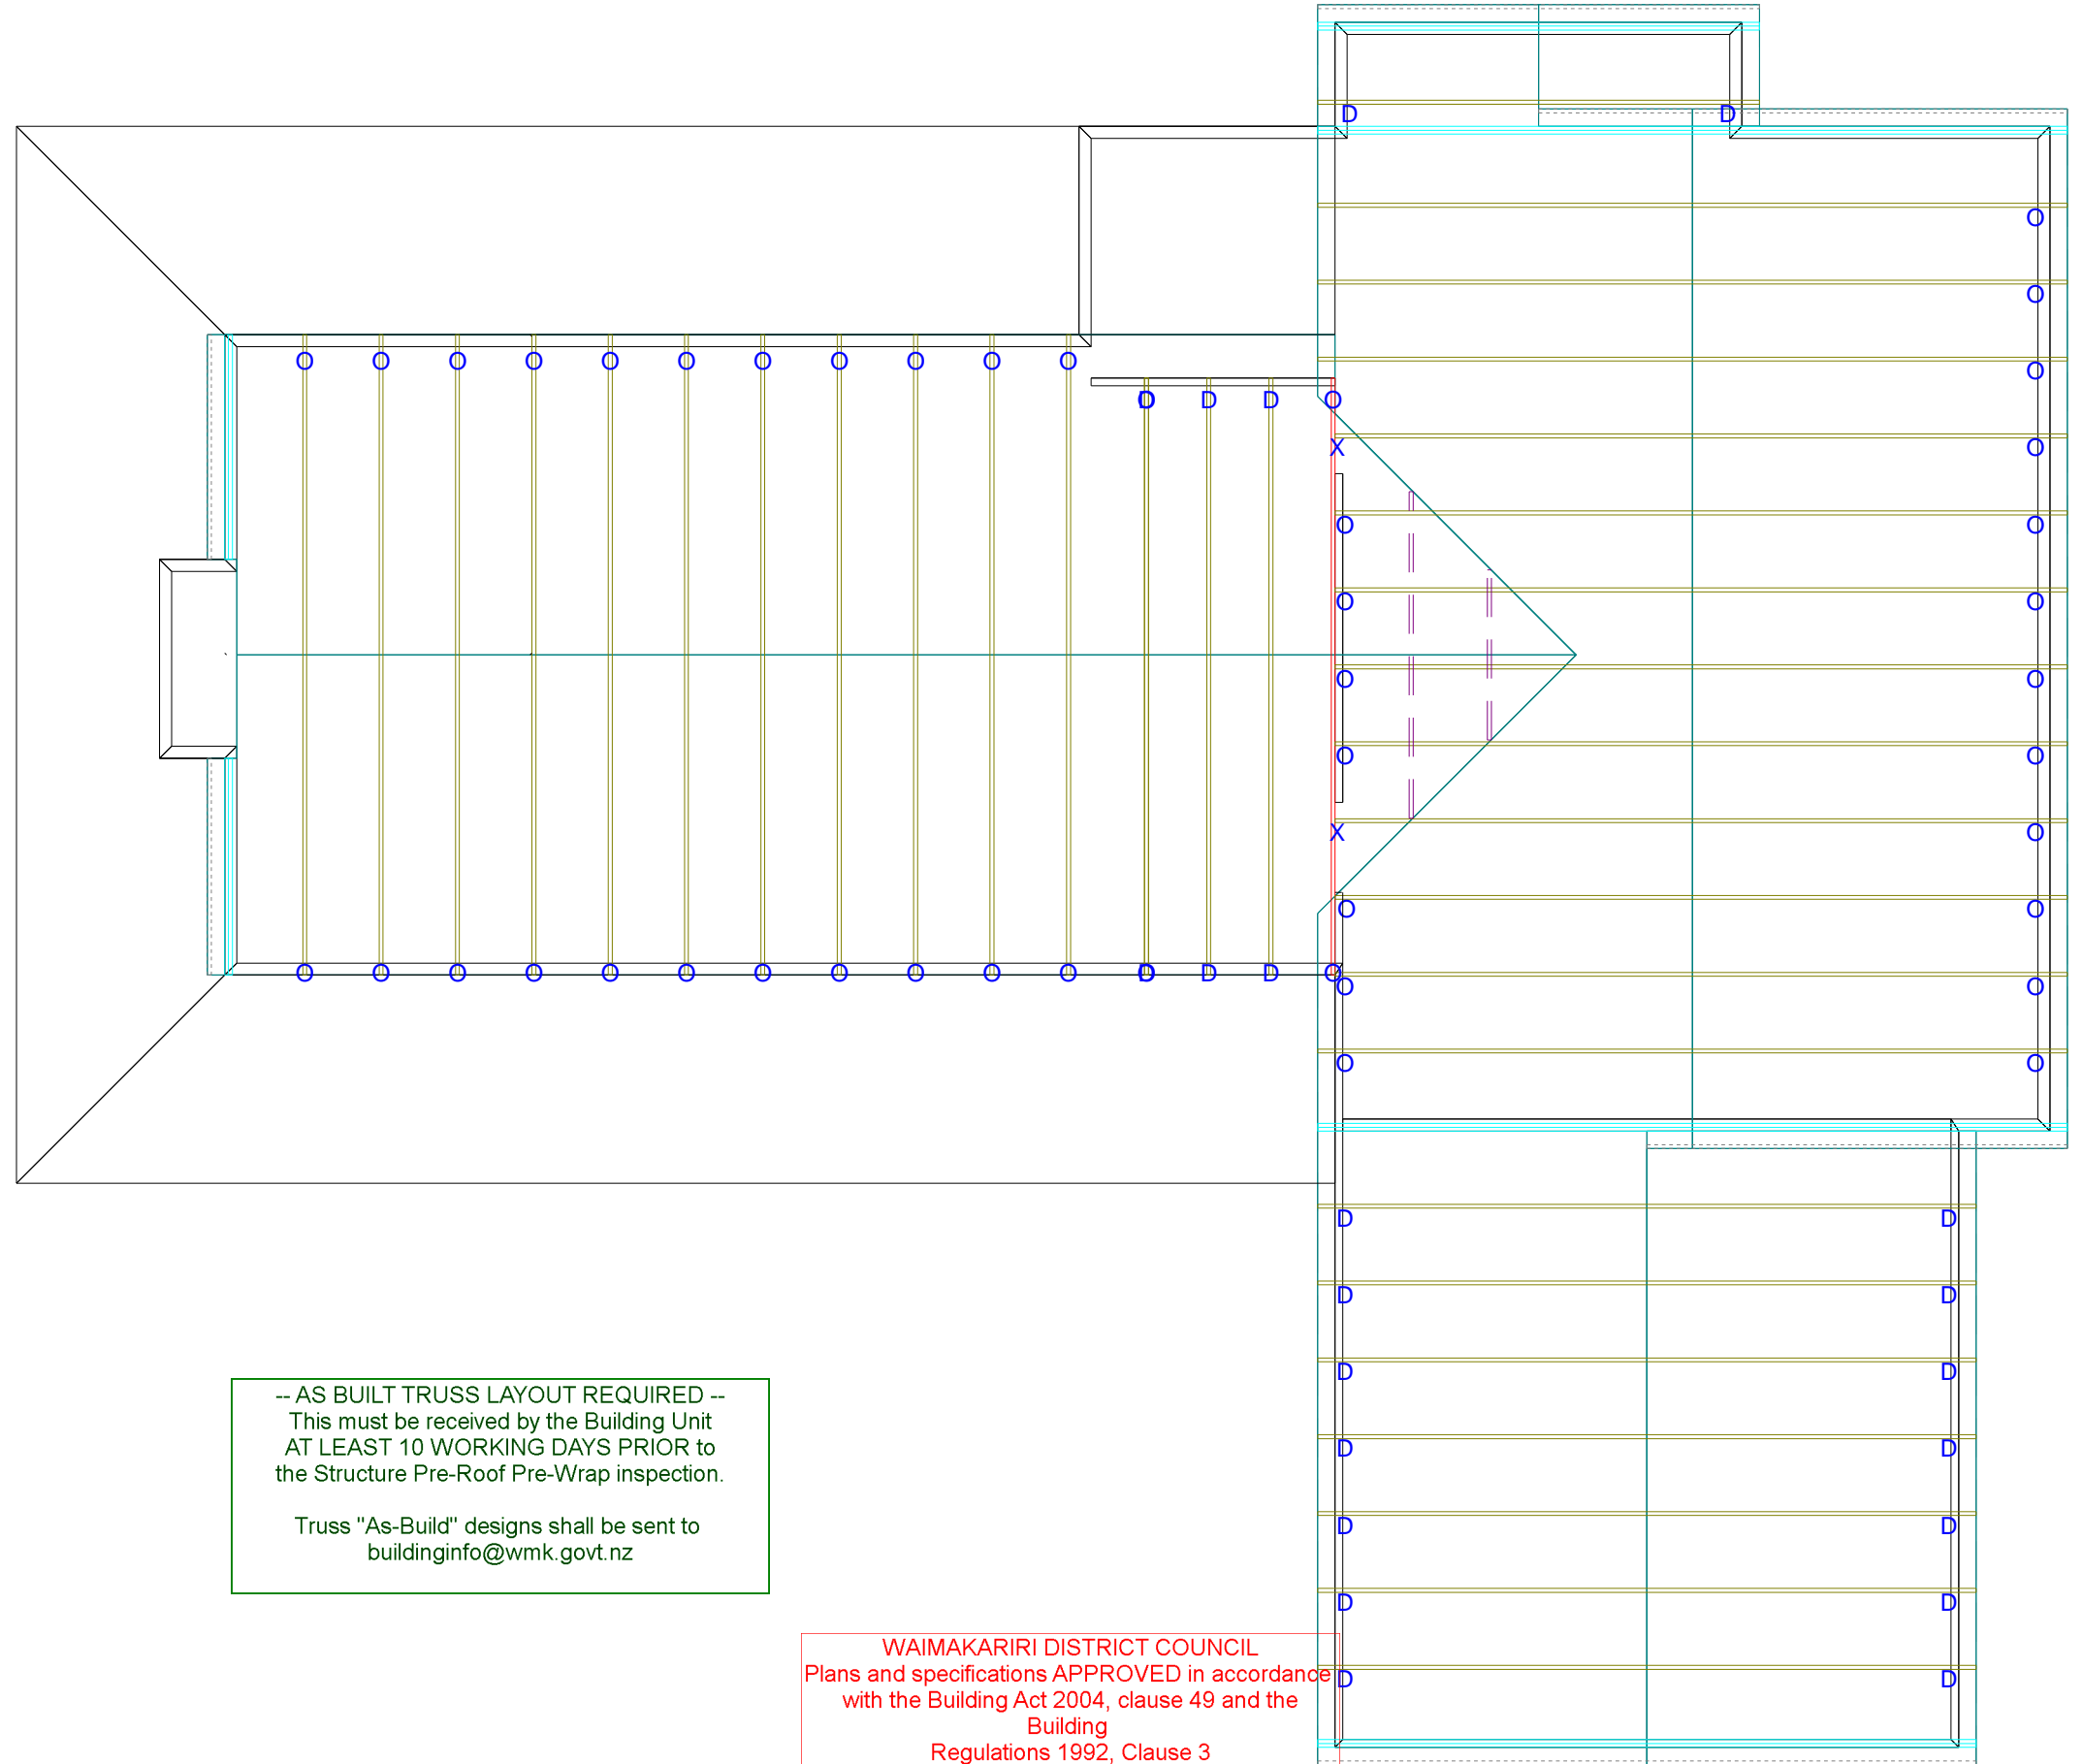 D D
O
O
O O O O O O O O O O O O
D D D O
X O
O O
O O
O O
O O
X O
O O
O O O O O O O O O O O D D D O
O O
O O
D D
D D
D D
D D
D D
D D
D D
-- AS BUILT TRUSS LAYOUT REQUIRED --
This must be received by the Building Unit
AT LEAST 10 WORKING DAYS PRIOR to
the Structure Pre-Roof Pre-Wrap inspection.
Truss "As-Build" designs shall be sent to
buildinginfo@wmk.govt.nz
WAIMAKARIRI DISTRICT COUNCIL
Plans and specifications APPROVED in accordance
with the Building Act 2004, clause 49 and the
Building
Regulations 1992, Clause 3